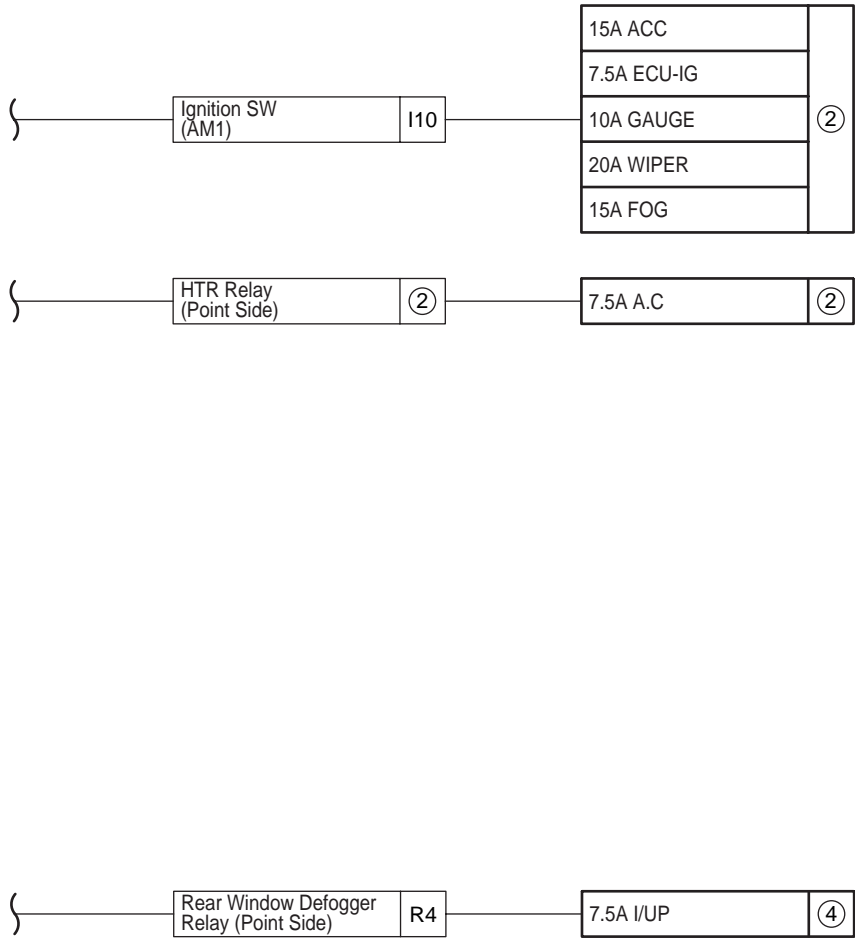 15A ACC
7.5A ECU-IG
Ignition SW
(AM1)
I10
10A GAUGE
2
20A WIPER
15A FOG
HTR Relay
(Point Side)
2
7.5A A.C
2
Rear Window Defogger
Relay (Point Side)
R4
7.5A I/UP
4